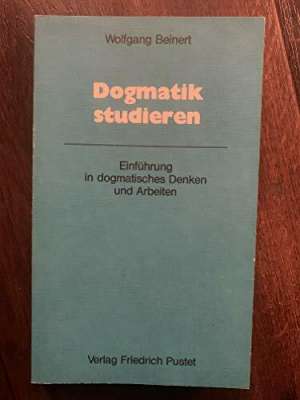 Wolfgang Beinert
Dogmatik
studieren
Einführung
in dogmatisches Denken
und Arbeiten
Verlag Friedrich Pustet